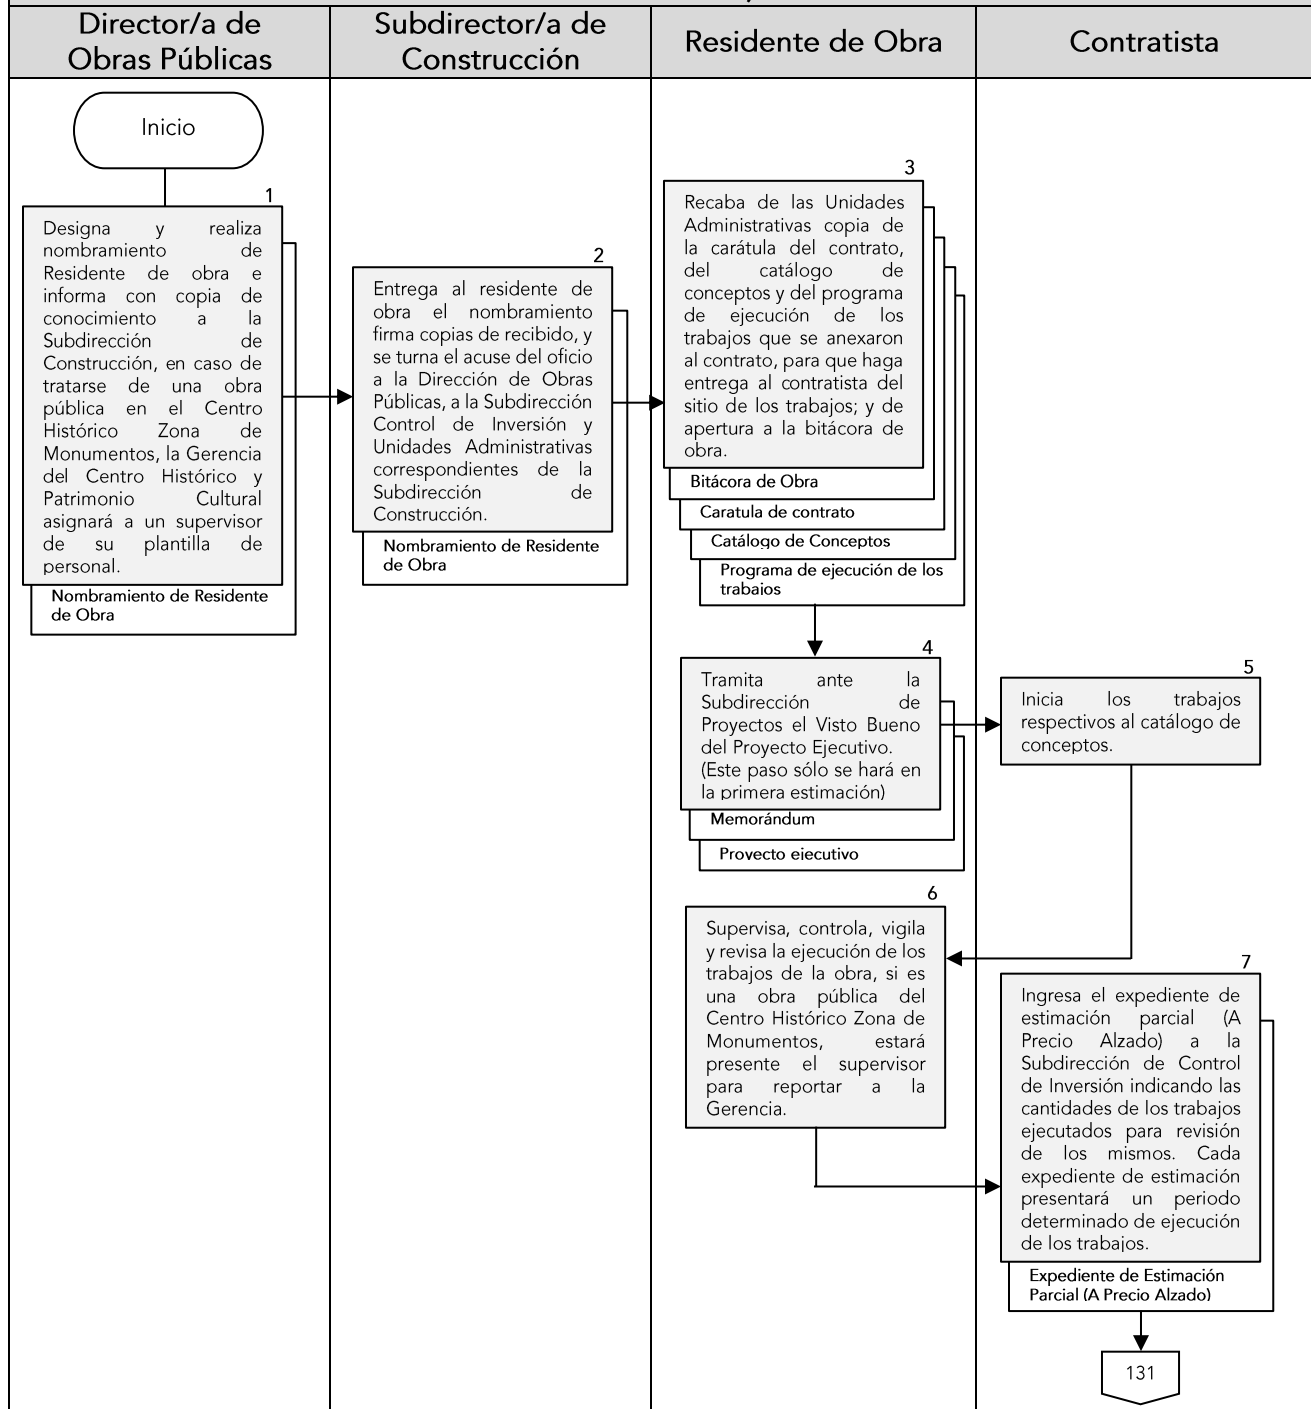 Director/a de
Obras Públicas
Subdirector/a de
Construcción
Residente de Obra
Contratista
Inicio
1
Designa y realiza
nombramiento de
Residente de obra e
informa con copia de
conocimiento a la
Subdirección de
Construcción, en caso de
tratarse de una obra
pública en el Centro
Histórico Zona de
Monumentos, la Gerencia
del Centro Histórico y
Patrimonio Cultural
asignará a un supervisor
de su plantilla de
personal.
Nombramiento de Residente
de Obra
2
Entrega al residente de
obra el nombramiento
firma copias de recibido, y
se turna el acuse del oficio
a la Dirección de Obras
Públicas, a la Subdirección
Control de Inversión y
Unidades Administrativas
correspondientes de la
Subdirección de
Construcción.
Nombramiento de Residente
de Obra
3
Recaba de las Unidades
Administrativas copia de
la carátula del contrato,
del catálogo de
conceptos y del programa
de ejecución de los
trabajos que se anexaron
al contrato, para que haga
entrega al contratista del
sitio de los trabajos; y de
apertura a la bitácora de
obra.
Bitácora de Obra
Caratula de contrato
Catálogo de Conceptos
Programa de ejecución de los
trabajos
4
Tramita ante la
Subdirección de
Proyectos el Visto Bueno
del Proyecto Ejecutivo.
(Este paso sólo se hará en
la primera estimación)
Memorándum
Proyecto ejecutivo
5
Inicia los trabajos
respectivos al catálogo de
conceptos.
6
Supervisa, controla, vigila
y revisa la ejecución de los
trabajos de la obra, si es
una obra pública del
Centro Histórico Zona de
Monumentos, estará
presente el supervisor
para reportar a la
Gerencia.
7
Ingresa el expediente de
estimación parcial (A
Precio Alzado) a la
Subdirección de Control
de Inversión indicando las
cantidades de los trabajos
ejecutados para revisión
de los mismos. Cada
expediente de estimación
presentará un periodo
determinado de ejecución
de los trabajos.
Expediente de Estimación
Parcial (A Precio Alzado)
131